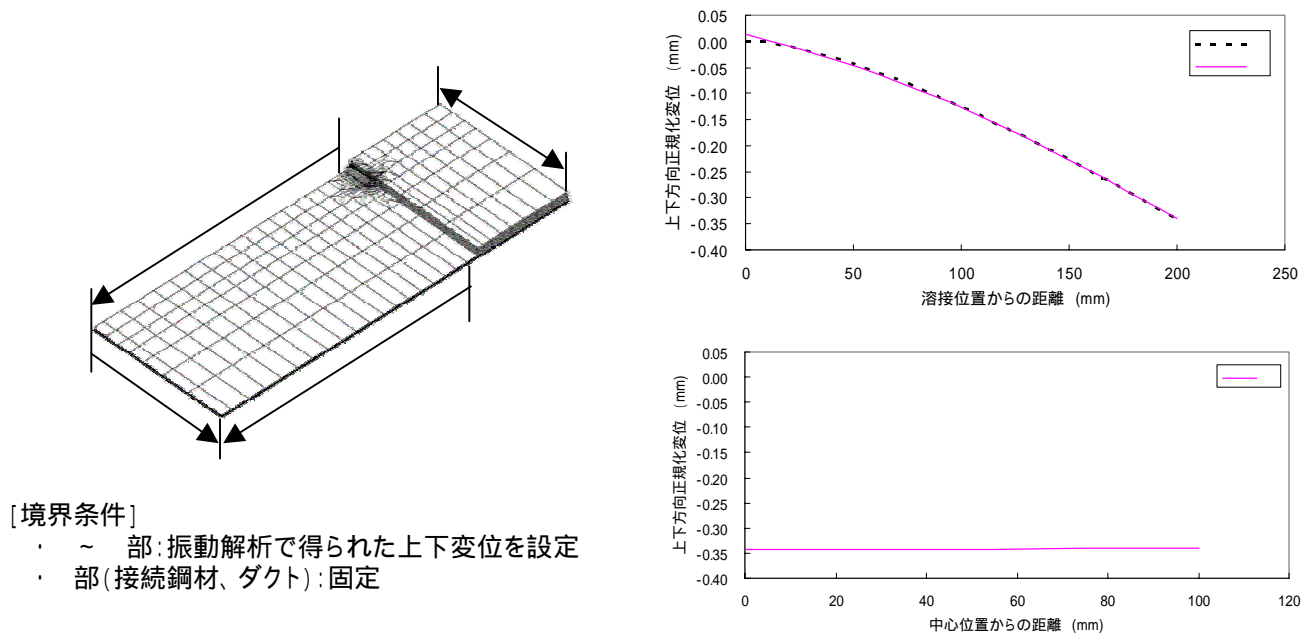 0.05
0.00
-0.05
-0.10
-0.15
-0.20
-0.25
-0.30
-0.35
-0.40
上下方向正規化変位 (mm)
0 50 100 150 200 250
溶接位置からの距離 (mm)
0.05
0.00
-0.05
-0.10
-0.15
-0.20
-0.25
-0.30
-0.35
-0.40
上下方向正規化変位 (mm)
0 20 40 60 80 100 120
中心位置からの距離 (mm)
[境界条件]
・ ~ 部:振動解析で得られた上下変位を設定
・ 部(接続鋼材、ダクト):固定